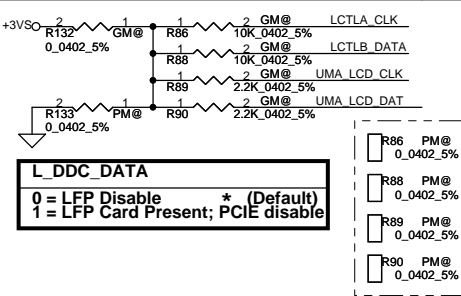 +3VS 2 1 1 2 GM@ LCTLA_CLK
R132 GM@ R86 10K_0402_5%
0_0402_5% 1 2 GM@ LCTLB_DATA
R88 10K_0402_5%
1 2 GM@ UMA_LCD_CLK
R89 2.2K_0402_5%
2 1 1 2 GM@ UMA_LCD_DAT
R133 PM@ R90 2.2K_0402_5%
0_0402_5%
R86 PM@
0_0402_5%
R88 PM@
0_0402_5%
R89 PM@
0_0402_5%
R90 PM@
0_0402_5%
L_DDC_DATA
0 = LFP Disable * (Default)
1 = LFP Card Present; PCIE disable